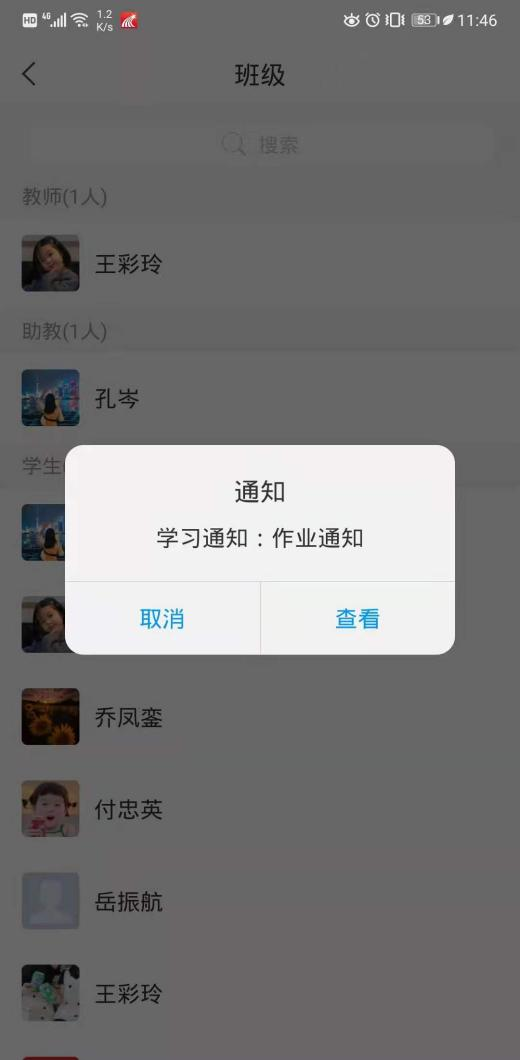 HD 4G 1.2 K/s 53 11:46
班级
搜索
教师(1人)
王彩玲
助教(1人)
孔岑
学生
通知
学习通知：作业通知
取消
查看
乔凤銮
付忠英
岳振航
王彩玲